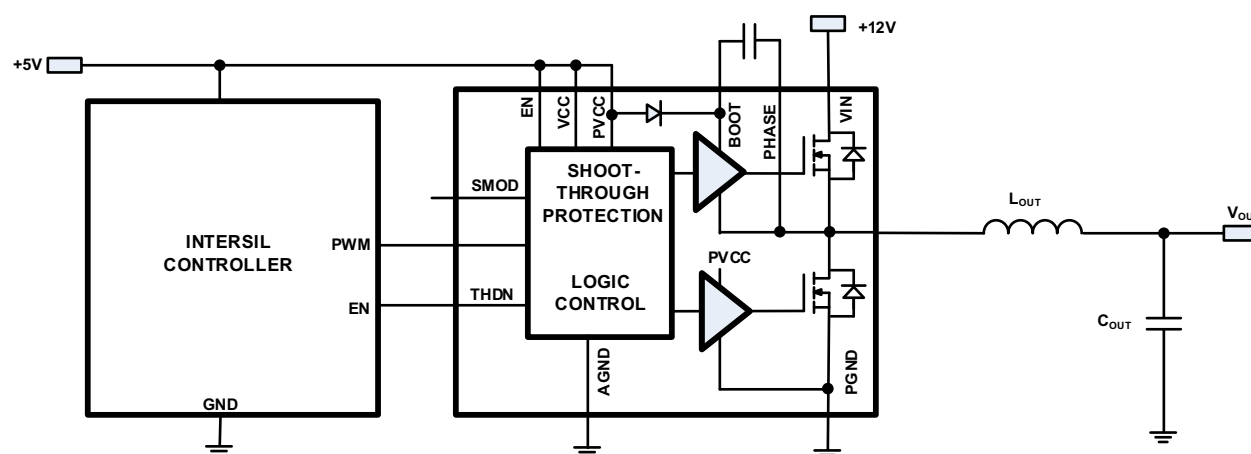 +12V
+5V
EN
VCC
PVCC
BOOT
PHASE
VIN
SHOOT-
THROUGH
PROTECTION
SMOD
INTERSIL
CONTROLLER
PWM
LOUT
VOU
PVCC
LOGIC
CONTROL
THDN
EN
COUT
AGND
PGND
GND